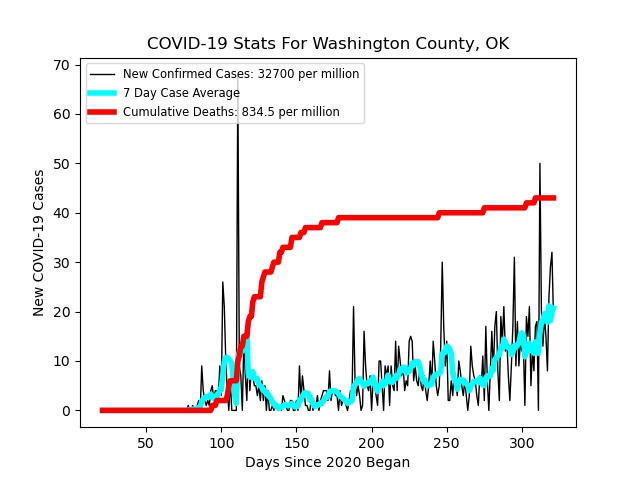 COVID-19 Stats For Washington County, OK
New Confirmed Cases: 32700 per million
7 Day Case Average
Cumulative Deaths: 834.5 per million
New COVID-19 Cases
70
60
50
40
30
20
10
0
50
100
150
200
250
300
Days Since 2020 Began